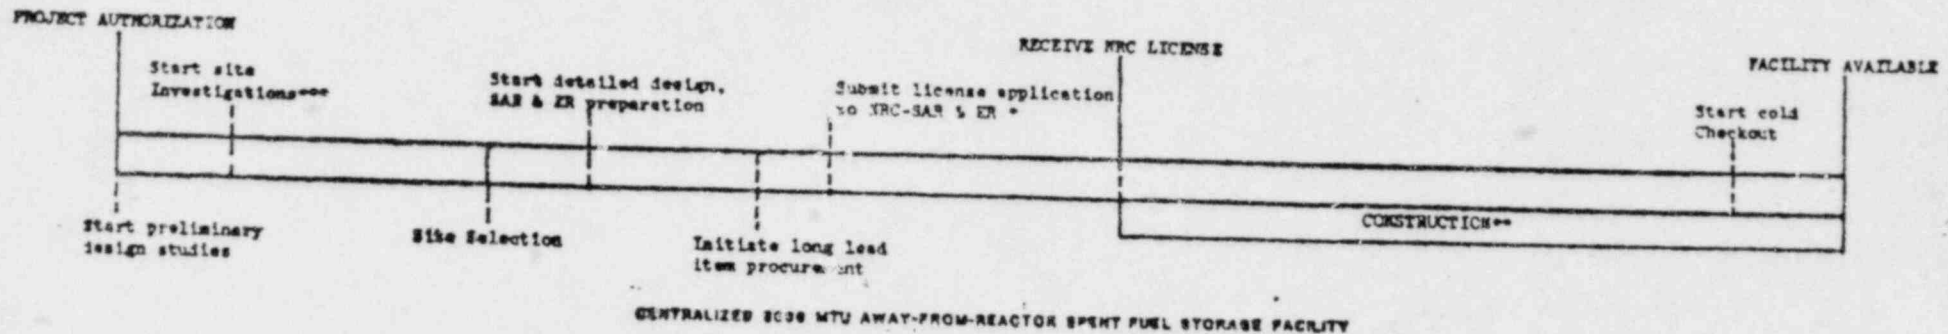 PROJECT AUTHORIZATION
Start site
Investigations***
Start detailed design,
SAR & ER preparation
Submit license application
to NRC-SAR & ER *
RECEIVE NRC LICENSE
FACILITY AVAILABLE
Start cold
Checkout
Start preliminary
design studies
Site Selection
Initiate long lead
item procurement
CONSTRUCTION**
CENTRALIZED MTU AWAY-FROM-REACTOR SPENT FUEL STORAGE FACILITY